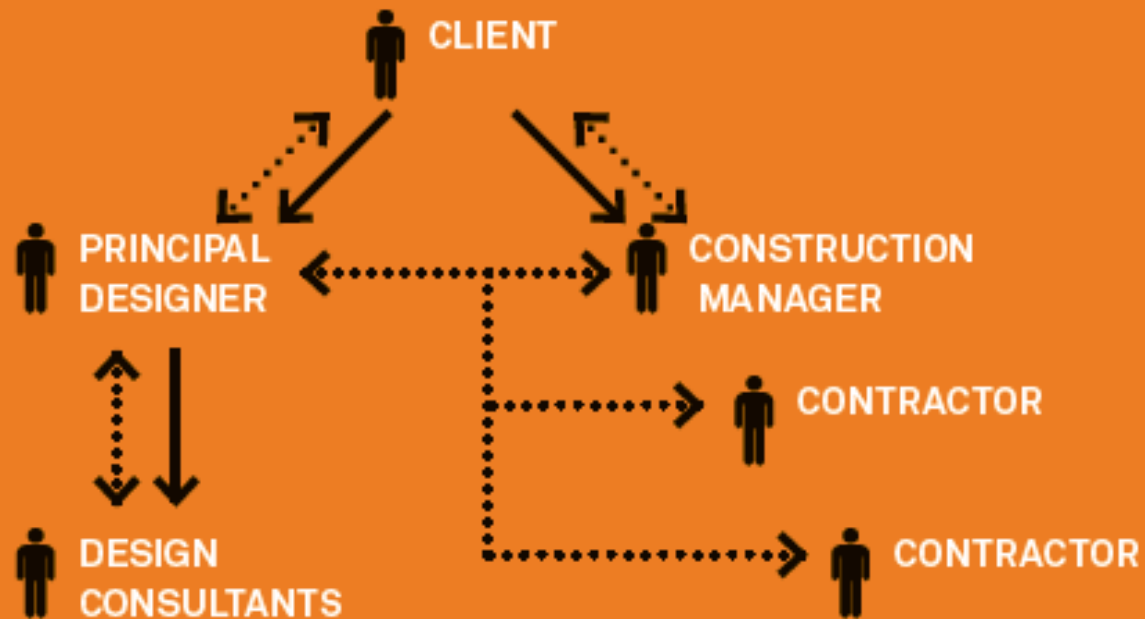 CLIENT
PRINCIPAL
DESIGNER
CONSTRUCTION
MANAGER
CONTRACTOR
DESIGN
CONSULTANTS
CONTRACTOR